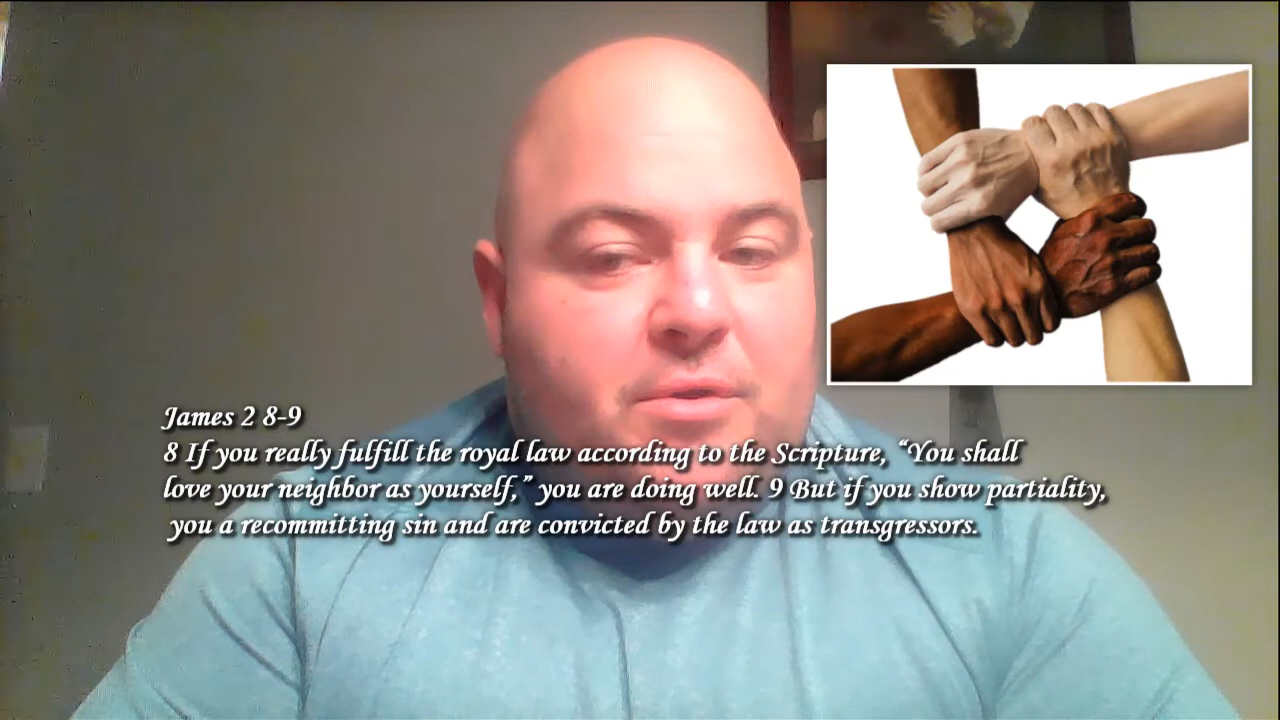 James 2 8-9
8 If you really fulfill the royal law according to the Scripture, “You shall
love your neighbor as yourself,” you are doing well. 9 But if you show partiality,
you a recommitting sin and are convicted by the law as transgressors.